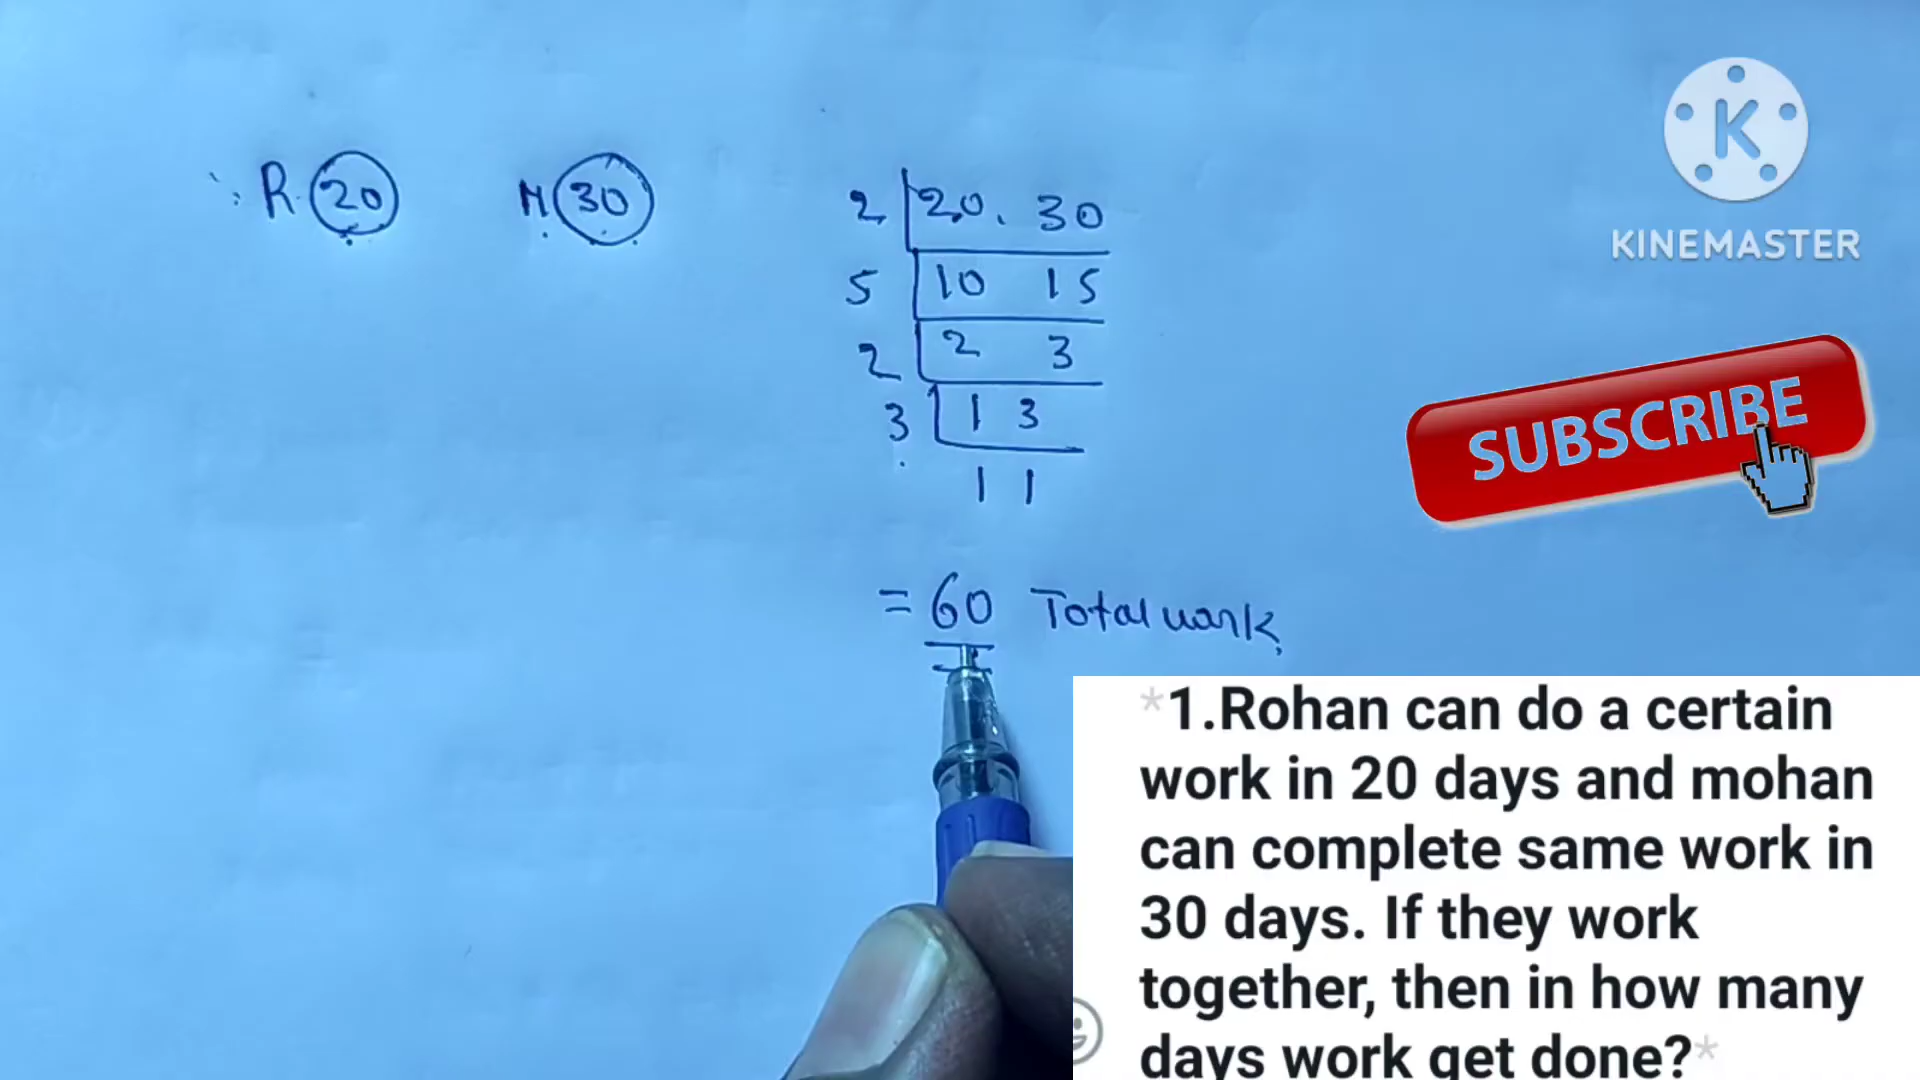 R 20 M 30
2 20. 30
5 10 15
2 2 3
3 1 3
1 1
= 60 Total work
KINEMASTER
SUBSCRIBE
*1.Rohan can do a certain
work in 20 days and mohan
can complete same work in
30 days. If they work
together, then in how many
days work get done?*